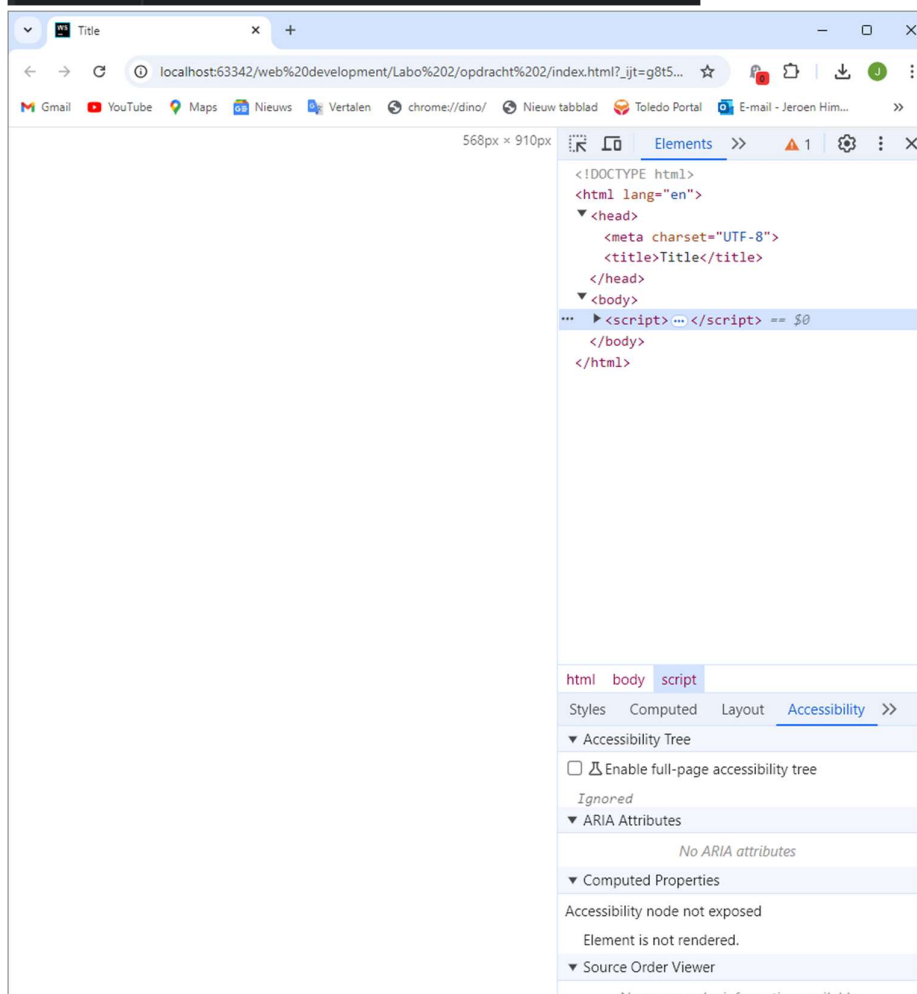 WS Title
localhost:63342/web%20development/Labo%202/opdracht%202/index.html?_ijt=g8t5... 0 J
Gmail YouTube Maps Nieuws Vertalen chrome://dino/ Nieuw tabblad Toledo Portal E-mail - Jeroen Him... »
568px × 910px Elements » 1
<!DOCTYPE html>
<html lang="en">
<head>
<meta charset="UTF-8">
<title>Title</title>
</head>
<body>
... <script>...</script> == $0
</body>
</html>
html body script
Styles Computed Layout Accessibility »
Accessibility Tree
Enable full-page accessibility tree
Ignored
ARIA Attributes
No ARIA attributes
Computed Properties
Accessibility node not exposed
Element is not rendered.
Source Order Viewer